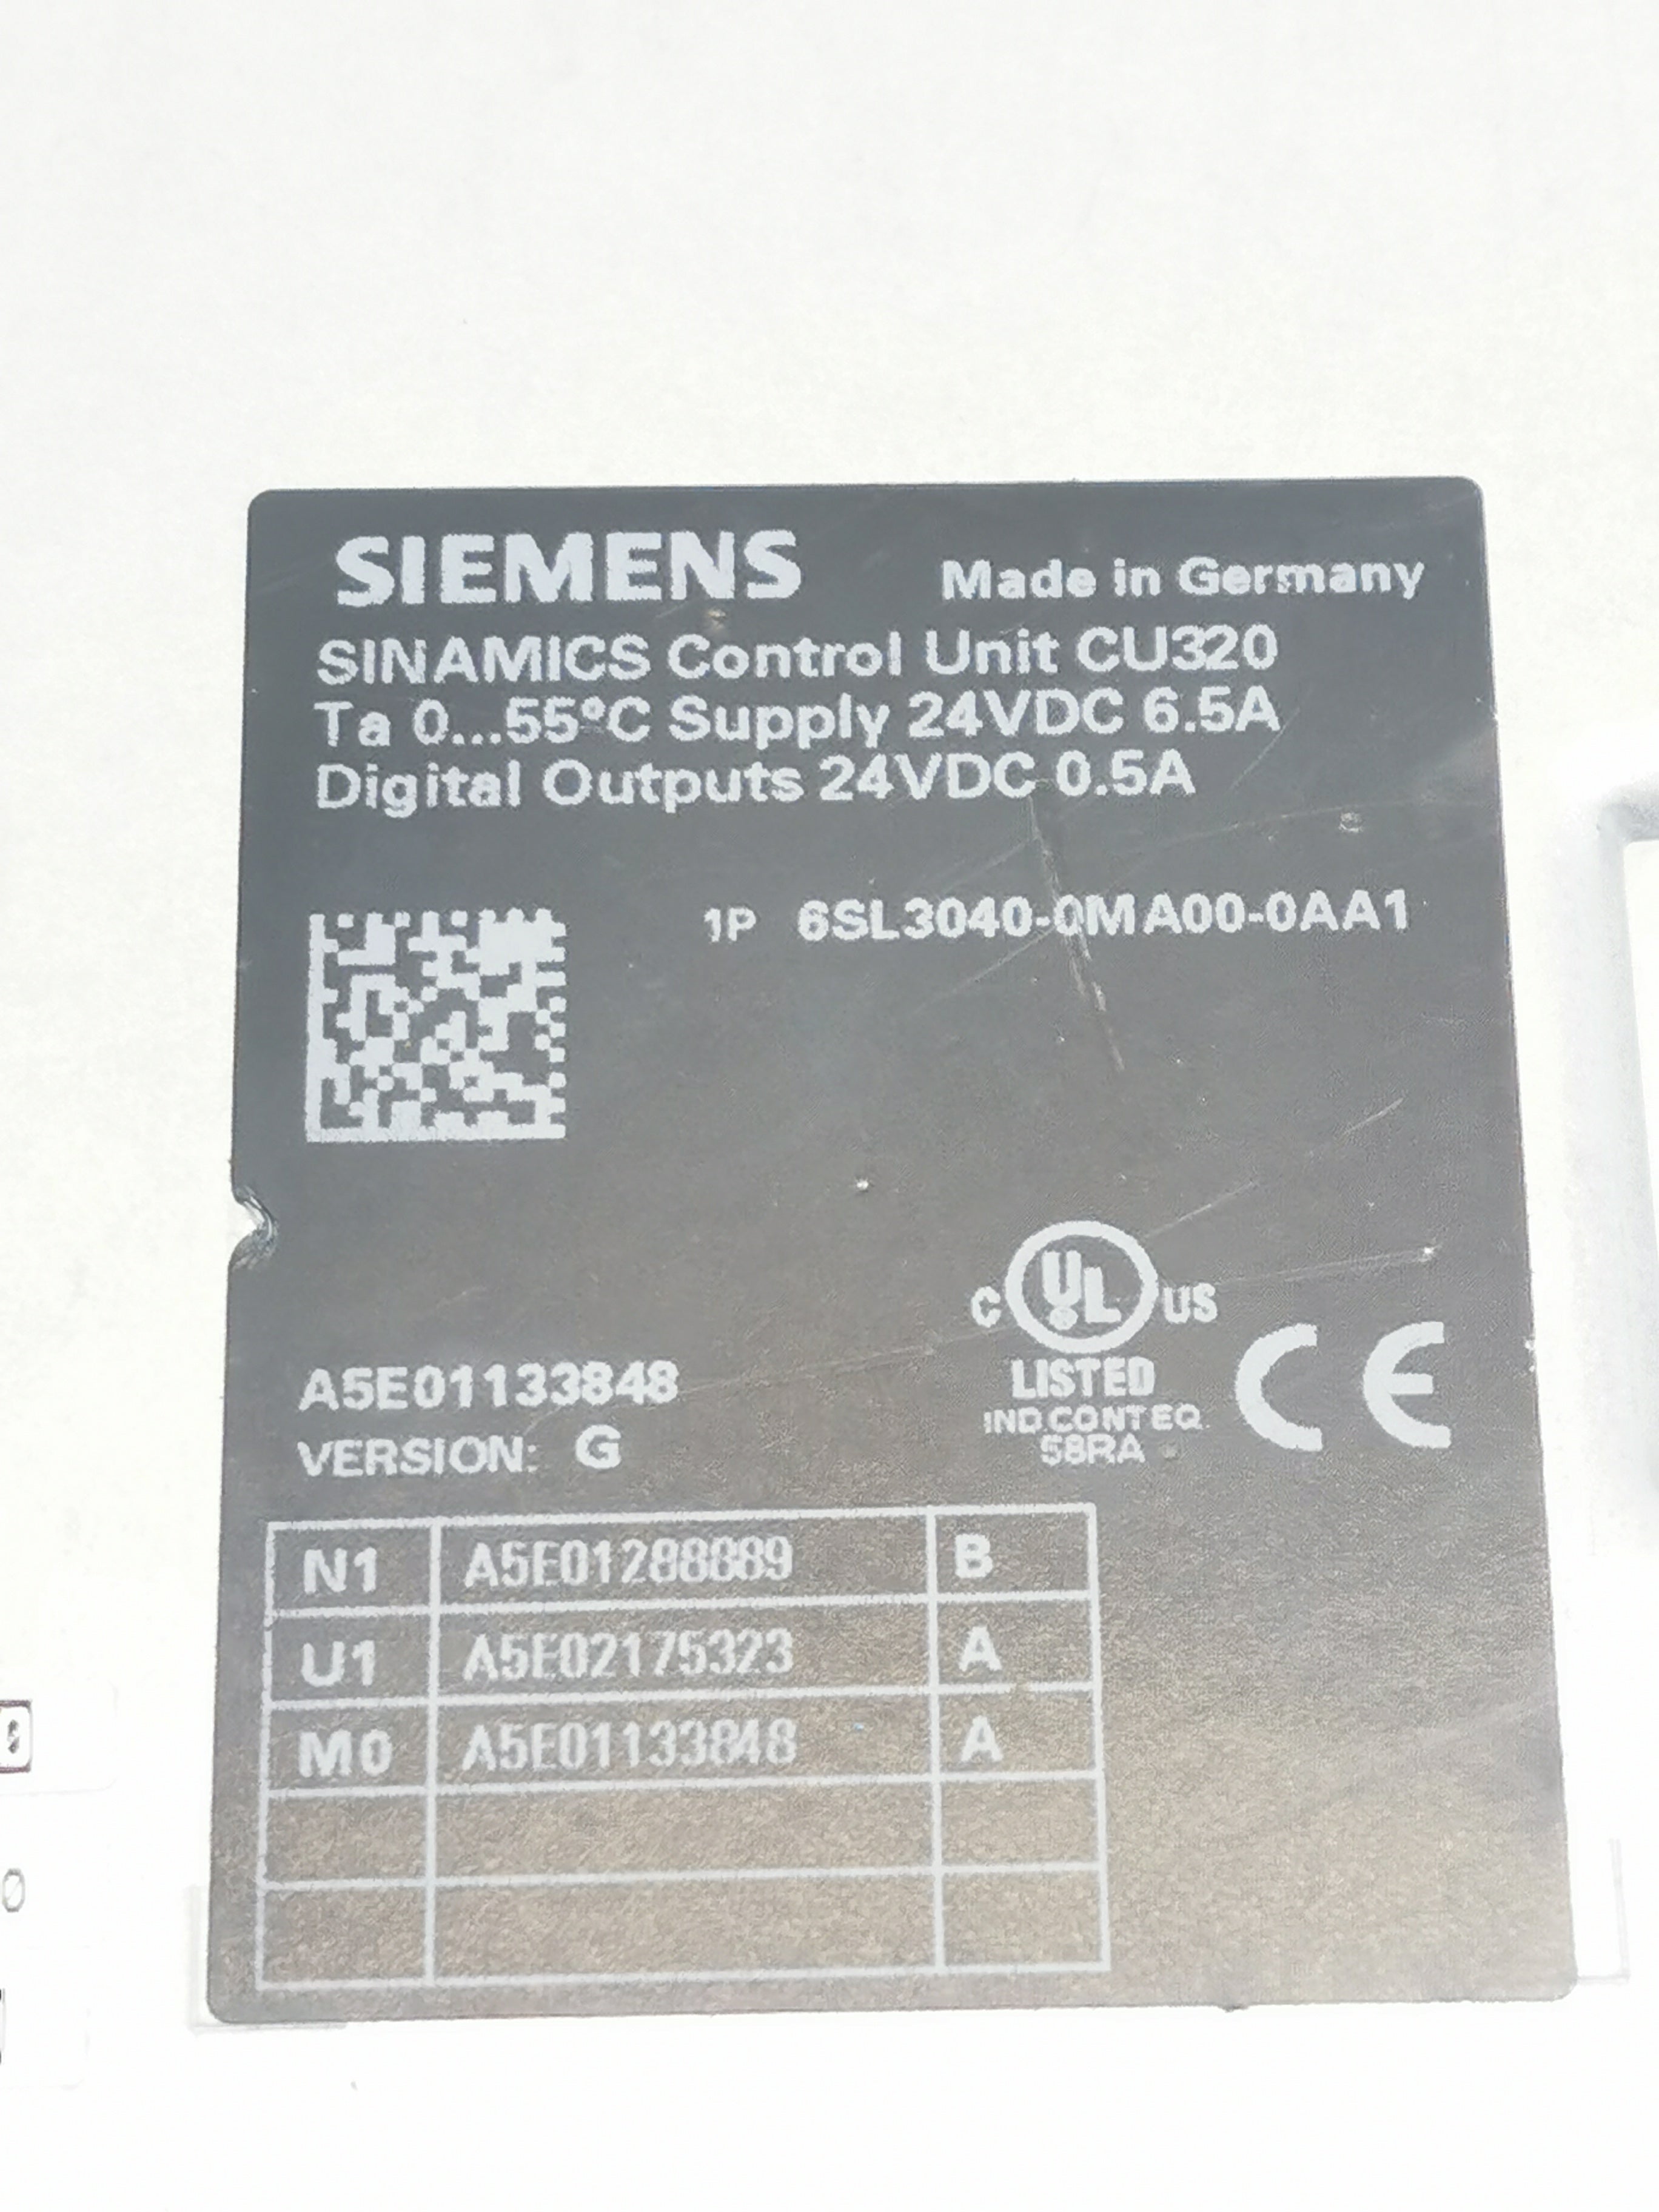 SIEMENS Made in Germany
SINAMICS Control Unit CU320
Ta 0...55°C Supply 24VDC 6.5A
Digital Outputs 24VDC 0.5A
1P 6SL3040-0MA00-0AA1
C UL ® US
LISTED
IND.CONT.EQ.
58RA
CE
A5E01133848
VERSION: G
N1 A5E01288889 B
U1 A5E02175323 A
M0 A5E01133848 A
0